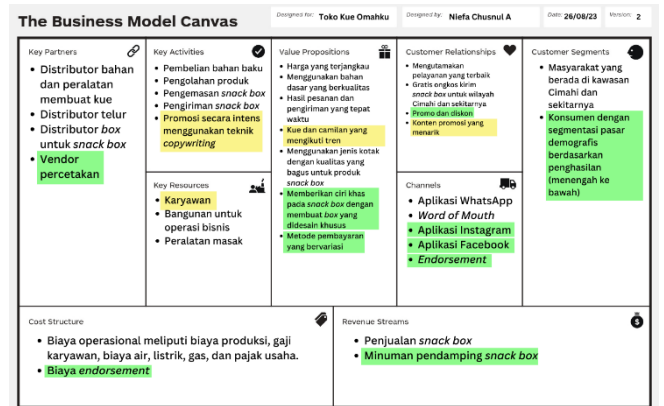 The Business Model Canvas
Designed for: Toko Kue Omahku
Designed by: Niefa Chusnul A
Date: 26/08/23
Version: 2
Key Partners
• Distributor bahan
dan peralatan
membuat kue
• Distributor telur
• Distributor box
untuk snack box
• Vendor
percetakan
Key Activities
• Pembelian bahan baku
• Pengolahan produk
• Pengemasan snack box
• Pengiriman snack box
• Promosi secara intens
menggunakan teknik
copywriting
Key Resources
• Karyawan
• Bangunan untuk
operasi bisnis
• Peralatan masak
Value Propositions
• Harga yang terjangkau
• Menggunakan bahan
dasar yang berkualitas
• Hasil pesanan dan
pengiriman yang tepat
waktu
• Kue dan camilan yang
mengikuti tren
• Menggunakan jenis kotak
dengan kualitas yang
bagus untuk produk
snack box
• Memberikan ciri khas
pada snack box dengan
membuat box yang
didesain khusus
• Metode pembayaran
yang bervariasi
Customer Relationships
• Mengutamakan
pelayanan yang terbaik
• Gratis ongkos kirim
snack box untuk wilayah
Cimahi dan sekitarnya
• Promo dan diskon
• Konten promosi yang
menarik
Channels
• Aplikasi WhatsApp
• Word of Mouth
• Aplikasi Instagram
• Aplikasi Facebook
• Endorsement
Customer Segments
• Masyarakat yang
berada di kawasan
Cimahi dan
sekitarnya
• Konsumen dengan
segmentasi pasar
demografis
berdasarkan
penghasilan
(menengah ke
bawah)
Cost Structure
• Biaya operasional meliputi biaya produksi, gaji
karyawan, biaya air, listrik, gas, dan pajak usaha.
• Biaya endorsement
Revenue Streams
• Penjualan snack box
• Minuman pendamping snack box